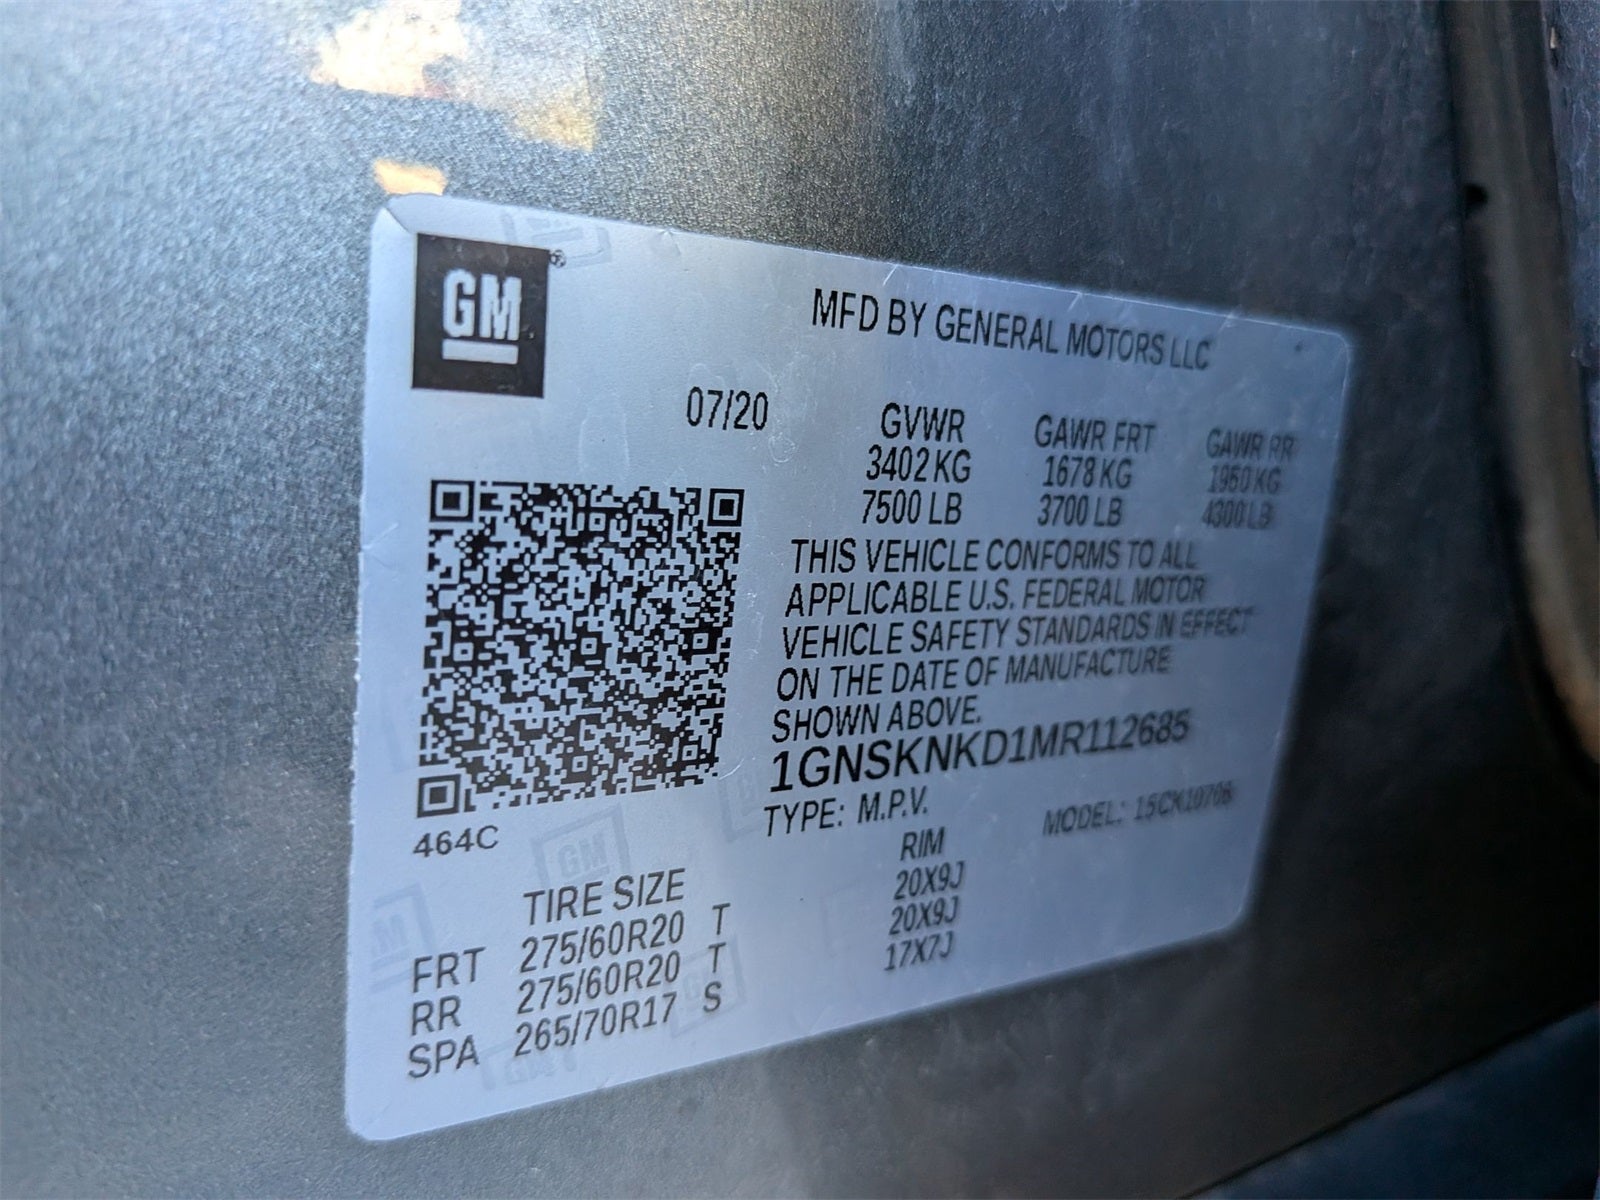 GM
MFD BY GENERAL MOTORS LLC
07/20 GVWR GAWR FRT GAWR RR
3402 KG 1678 KG 1950 KG
7500 LB 3700 LB 4300 LB
THIS VEHICLE CONFORMS TO ALL
APPLICABLE U.S. FEDERAL MOTOR
VEHICLE SAFETY STANDARDS IN EFFECT
ON THE DATE OF MANUFACTURE
SHOWN ABOVE.
1GNSKNKD1MR112685
TYPE: M.P.V. MODEL: 15CK10706
464C
TIRE SIZE RIM
FRT 275/60R20 T 20X9J
RR 275/60R20 T 20X9J
SPA 265/70R17 S 17X7J